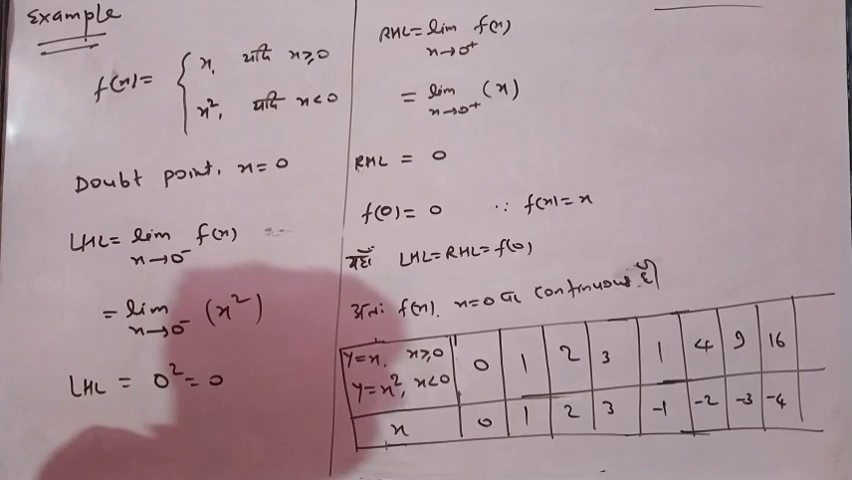 Example
f(x)= { x, यदि x≥0
x², यदि x<0
Doubt point, x=0
LHL= lim f(x)
x→0⁻
= lim (x²)
x→0⁻
LHL = 0²=0
RHL= lim f(x)
x→0⁺
= lim (x)
x→0⁺
RHL = 0
f(0)=0 ∵ f(x)=x
यहाँ LHL=RHL=f(0)
अतः f(x), x=0 पर continuous है।
y=x, x≥0
y=x², x<0 0 1 2 3 1 4 9 16
x 0 1 2 3 -1 -2 -3 -4